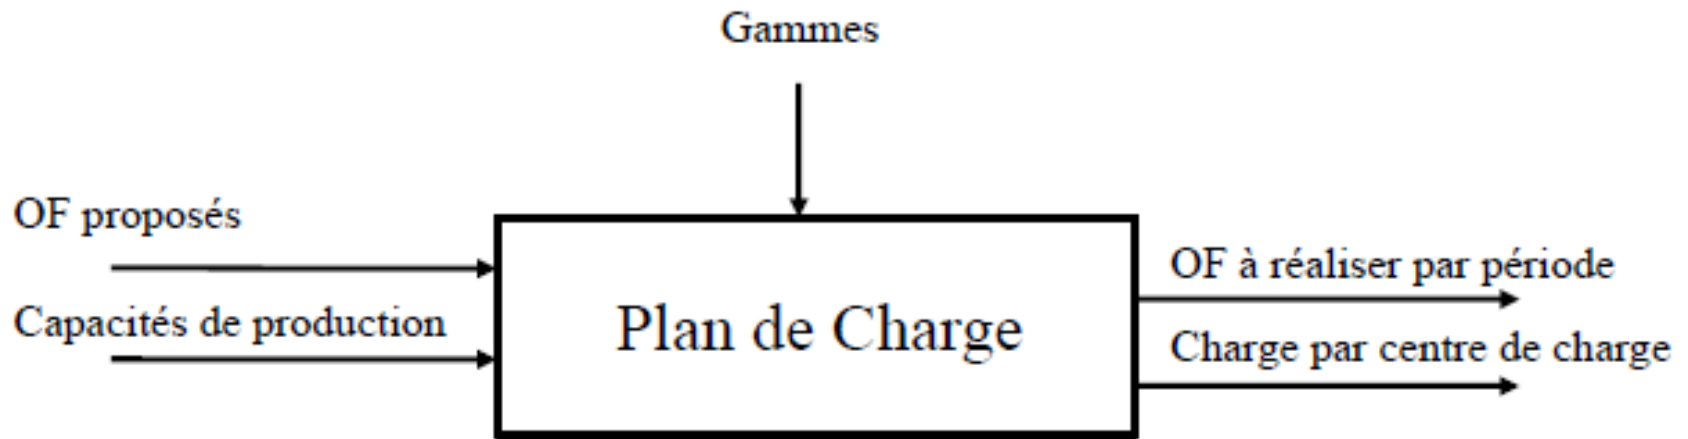 Gammes
OF proposés
Capacités de production
Plan de Charge
OF à réaliser par période
Charge par centre de charge